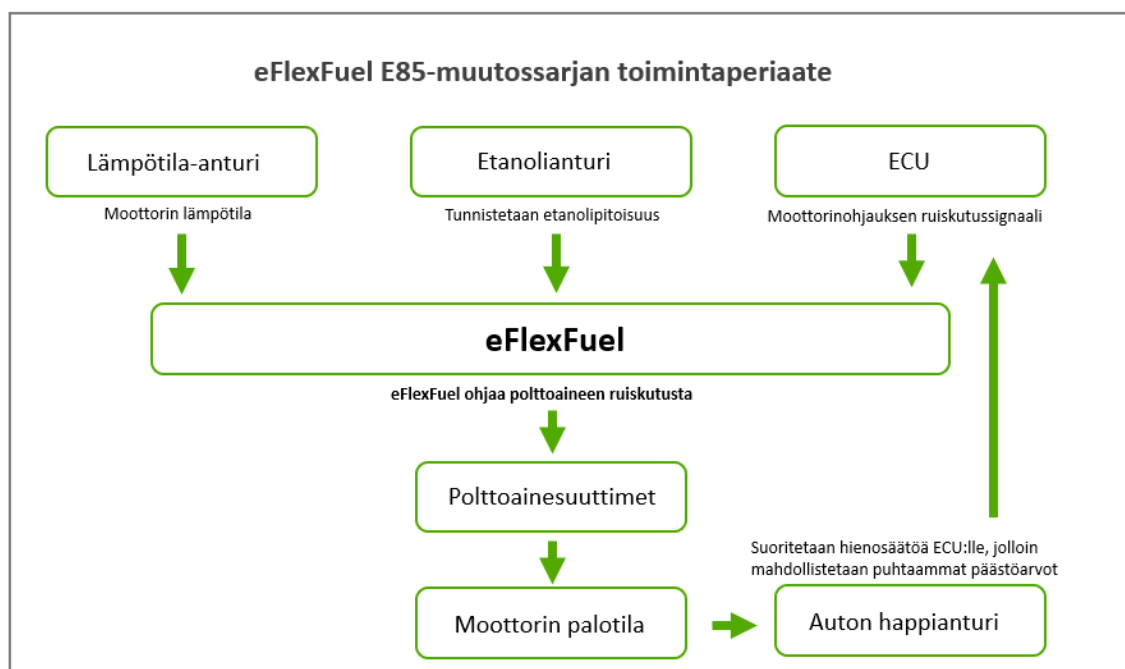 eFlexFuel E85-muutossarjan toimintaperiaate
Lämpötila-anturi
Etanolianturi
ECU
Moottorin lämpötila
Tunnistetaan etanolipitoisuus
Moottorinohjauksen ruiskutussignaali
eFlexFuel
eFlexFuel ohjaa polttoaineen ruiskutusta
Polttoainesuuttimet
Suoritetaan hienosäätöä ECU:lle, jolloin
mahdollistetaan puhtaammat päästöarvot
Moottorin palotila
Auton happianturi